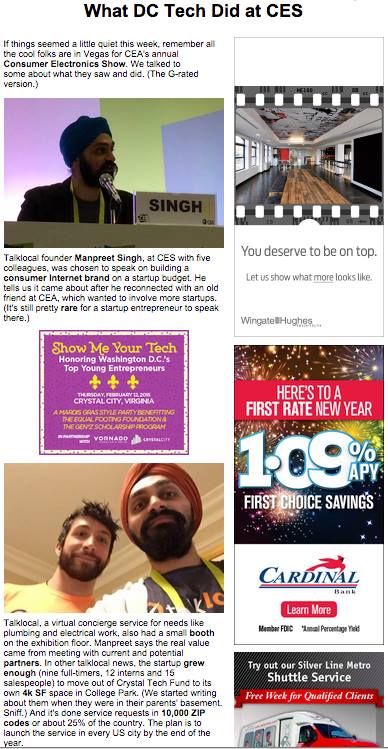 What DC Tech Did at CES
If things seemed a little quiet this week, remember all
the cool folks are in Vegas for CEA's annual
Consumer Electronics Show. We talked to
some about what they saw and did. (The G-rated
version.)
SINGH
Talklocal founder Manpreet Singh, at CES with five
colleagues, was chosen to speak on building a
consumer Internet brand on a startup budget. He
tells us it came about after he reconnected with an old
friend at CEA, which wanted to involve more startups.
(It's still pretty rare for a startup entrepreneur to speak
there.)
Show Me Your Tech
Honoring Washington D.C.'s
Top Young Entrepreneurs
THURSDAY, FEBRUARY 12, 2015
CRYSTAL CITY, VIRGINIA
A MARDIS GRAS STYLE PARTY BENEFITTING
THE EQUAL FOOTING FOUNDATION &
THE GEN'Z SCHOLARSHIP PROGRAM
IN PARTNERSHIP
WITH
VORNADO
CRYSTALCITY
Talklocal, a virtual concierge service for needs like
plumbing and electrical work, also had a small booth
on the exhibition floor. Manpreet says the real value
came from meeting with current and potential
partners. In other talklocal news, the startup grew
enough (nine full-timers, 12 interns and 15
salespeople) to move out of Crystal Tech Fund to its
own 4k SF space in College Park. (We started writing
about them when they were in their parents' basement.
Sniff.) And it's done service requests in 10,000 ZIP
codes or about 25% of the country. The plan is to
launch the service in every US city by the end of the
year.
You deserve to be on top.
Let us show what more looks like.
Wingate Hughes
HERE'S TO A
FIRST RATE NEW YEAR
1.09% APY
FIRST CHOICE SAVINGS
CARDINAL
Bank
Learn More
Member FDIC *Annual Percentage Yield
Try out our Silver Line Metro
Shuttle Service
Free Week for Qualified Clients